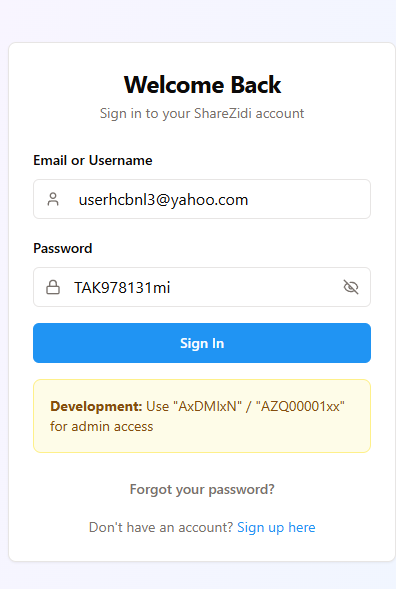 Welcome Back
Sign in to your ShareZidi account
Email or Username
userhcbnl3@yahoo.com
Password
TAK978131mi
Sign In
Development: Use "AxDMIxN" / "AZQ00001xx"
for admin access
Forgot your password?
Don't have an account? Sign up here